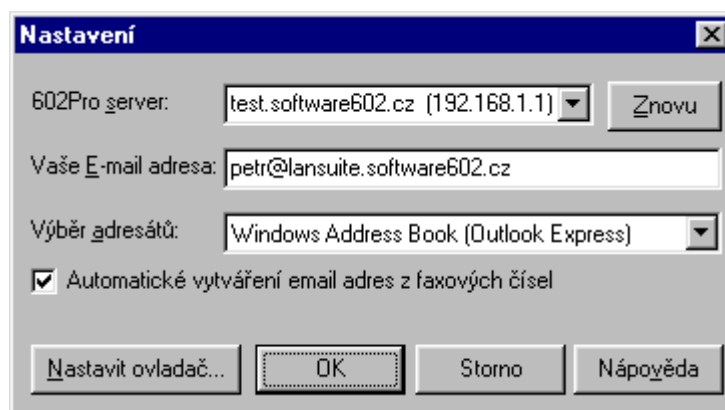 Nastavení
602Pro server: test.software602.cz (192.168.1.1) Znovu
Vaše E-mail adresa: petr@lansuite.software602.cz
Výběr adresátů: Windows Address Book (Outlook Express)
Automatické vytváření email adres z faxových čísel
Nastavit ovladač... OK Storno Nápověda